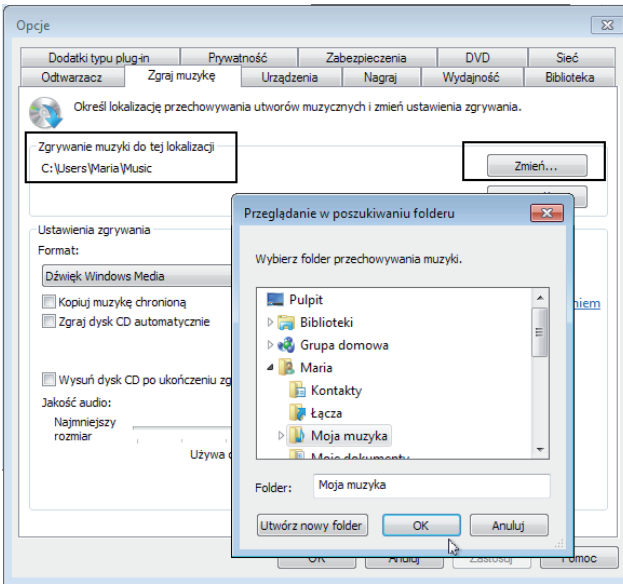 Opcje
Dodatki typu plug-in Prywatność Zabezpieczenia DVD Sieć
Odtwarzacz Zgraj muzykę Urządzenia Nagraj Wydajność Biblioteka
Określ lokalizację przechowywania utworów muzycznych i zmień ustawienia zgrywania.
Zgrywanie muzyki do tej lokalizacji
C:\Users\Maria\Music
Zmień...
Przeglądanie w poszukiwaniu folderu
Ustawienia zgrywania
Format:
Wybierz folder przechowywania muzyki.
Dźwięk Windows Media
Pulpit
Kopiuj muzykę chronioną
Biblioteki
Zgraj dysk CD automatycznie
Grupa domowa
Maria
Wysuń dysk CD po ukończeniu
Kontakty
Jakość audio:
Łącza
Najmniejszy
rozmiar
Moja muzyka
Używa
Moje dokumenty
Folder: Moja muzyka
Utwórz nowy folder OK Anuluj
OK Anuluj Zastosuj Pomoc